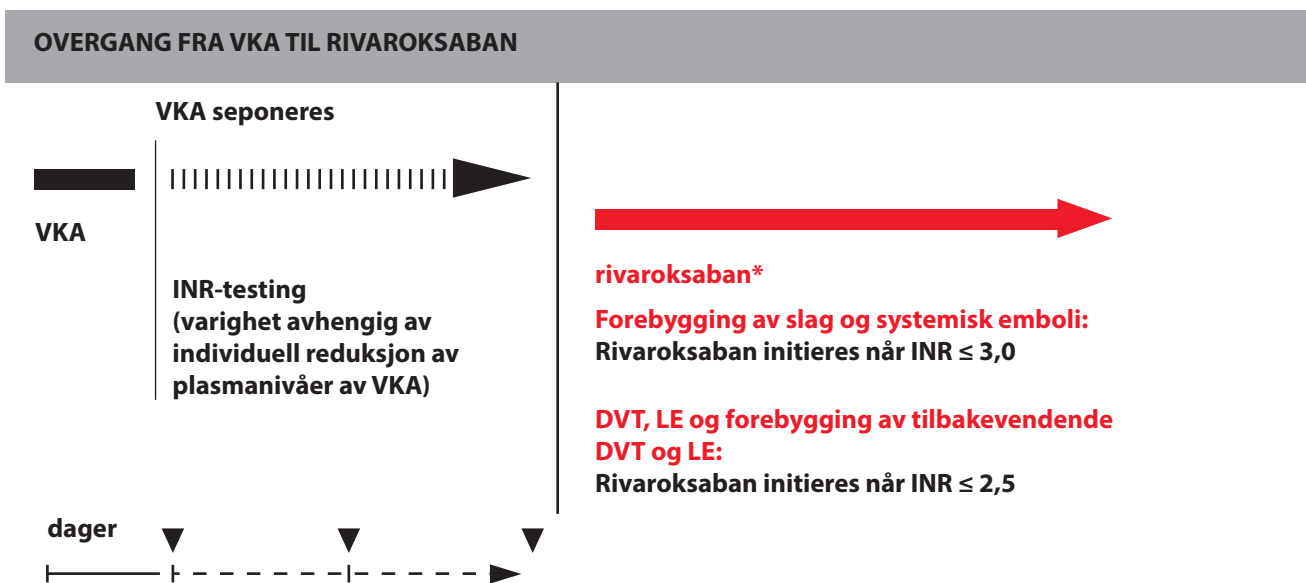 OVERGANG FRA VKA TIL RIVAROKSABAN
VKA seponeres
VKA
INR-testing
(varighet avhengig av
individuell reduksjon av
plasmanivåer av VKA)
rivaroksaban*
Forebygging av slag og systemisk emboli:
Rivaroksaban initieres når INR ≤ 3,0
DVT, LE og forebygging av tilbakevendende
DVT og LE:
Rivaroksaban initieres når INR ≤ 2,5
dager